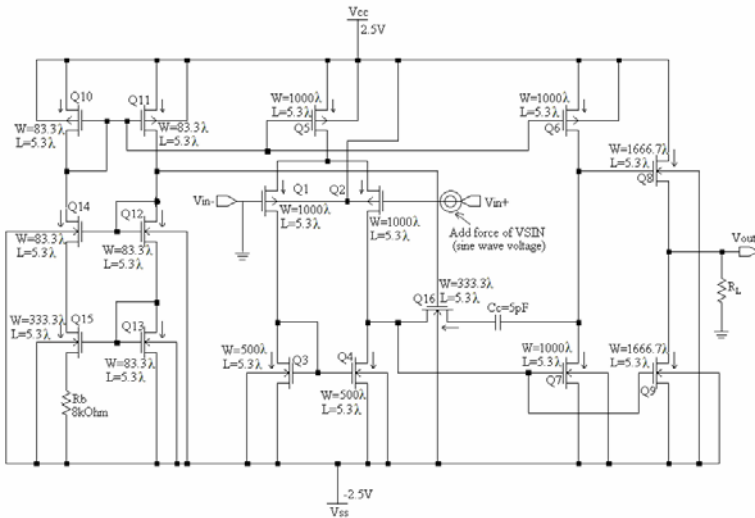 Vcc
2.5V
Q10
Q11
W=1000λ
L=5.3λ
Q5
W=1000λ
L=5.3λ
Q6
W=83.3λ
L=5.3λ
W=83.3λ
L=5.3λ
W=1666.7λ
L=5.3λ
Q8
Q14
Q12
Vin-
Q1
Q2
Vin+
W=1000λ
L=5.3λ
W=1000λ
L=5.3λ
Add force of VSIN
(sine wave voltage)
Vout
W=83.3λ
L=5.3λ
W=83.3λ
L=5.3λ
RL
W=333.3λ
L=5.3λ
Q16
Cc=5pF
W=333.3λ
L=5.3λ
Q15
Q13
W=83.3λ
L=5.3λ
W=500λ
L=5.3λ
Q3
Q4
W=500λ
L=5.3λ
W=1000λ
L=5.3λ
Q7
W=1666.7λ
L=5.3λ
Q9
Rb
8kOhm
-2.5V
Vss